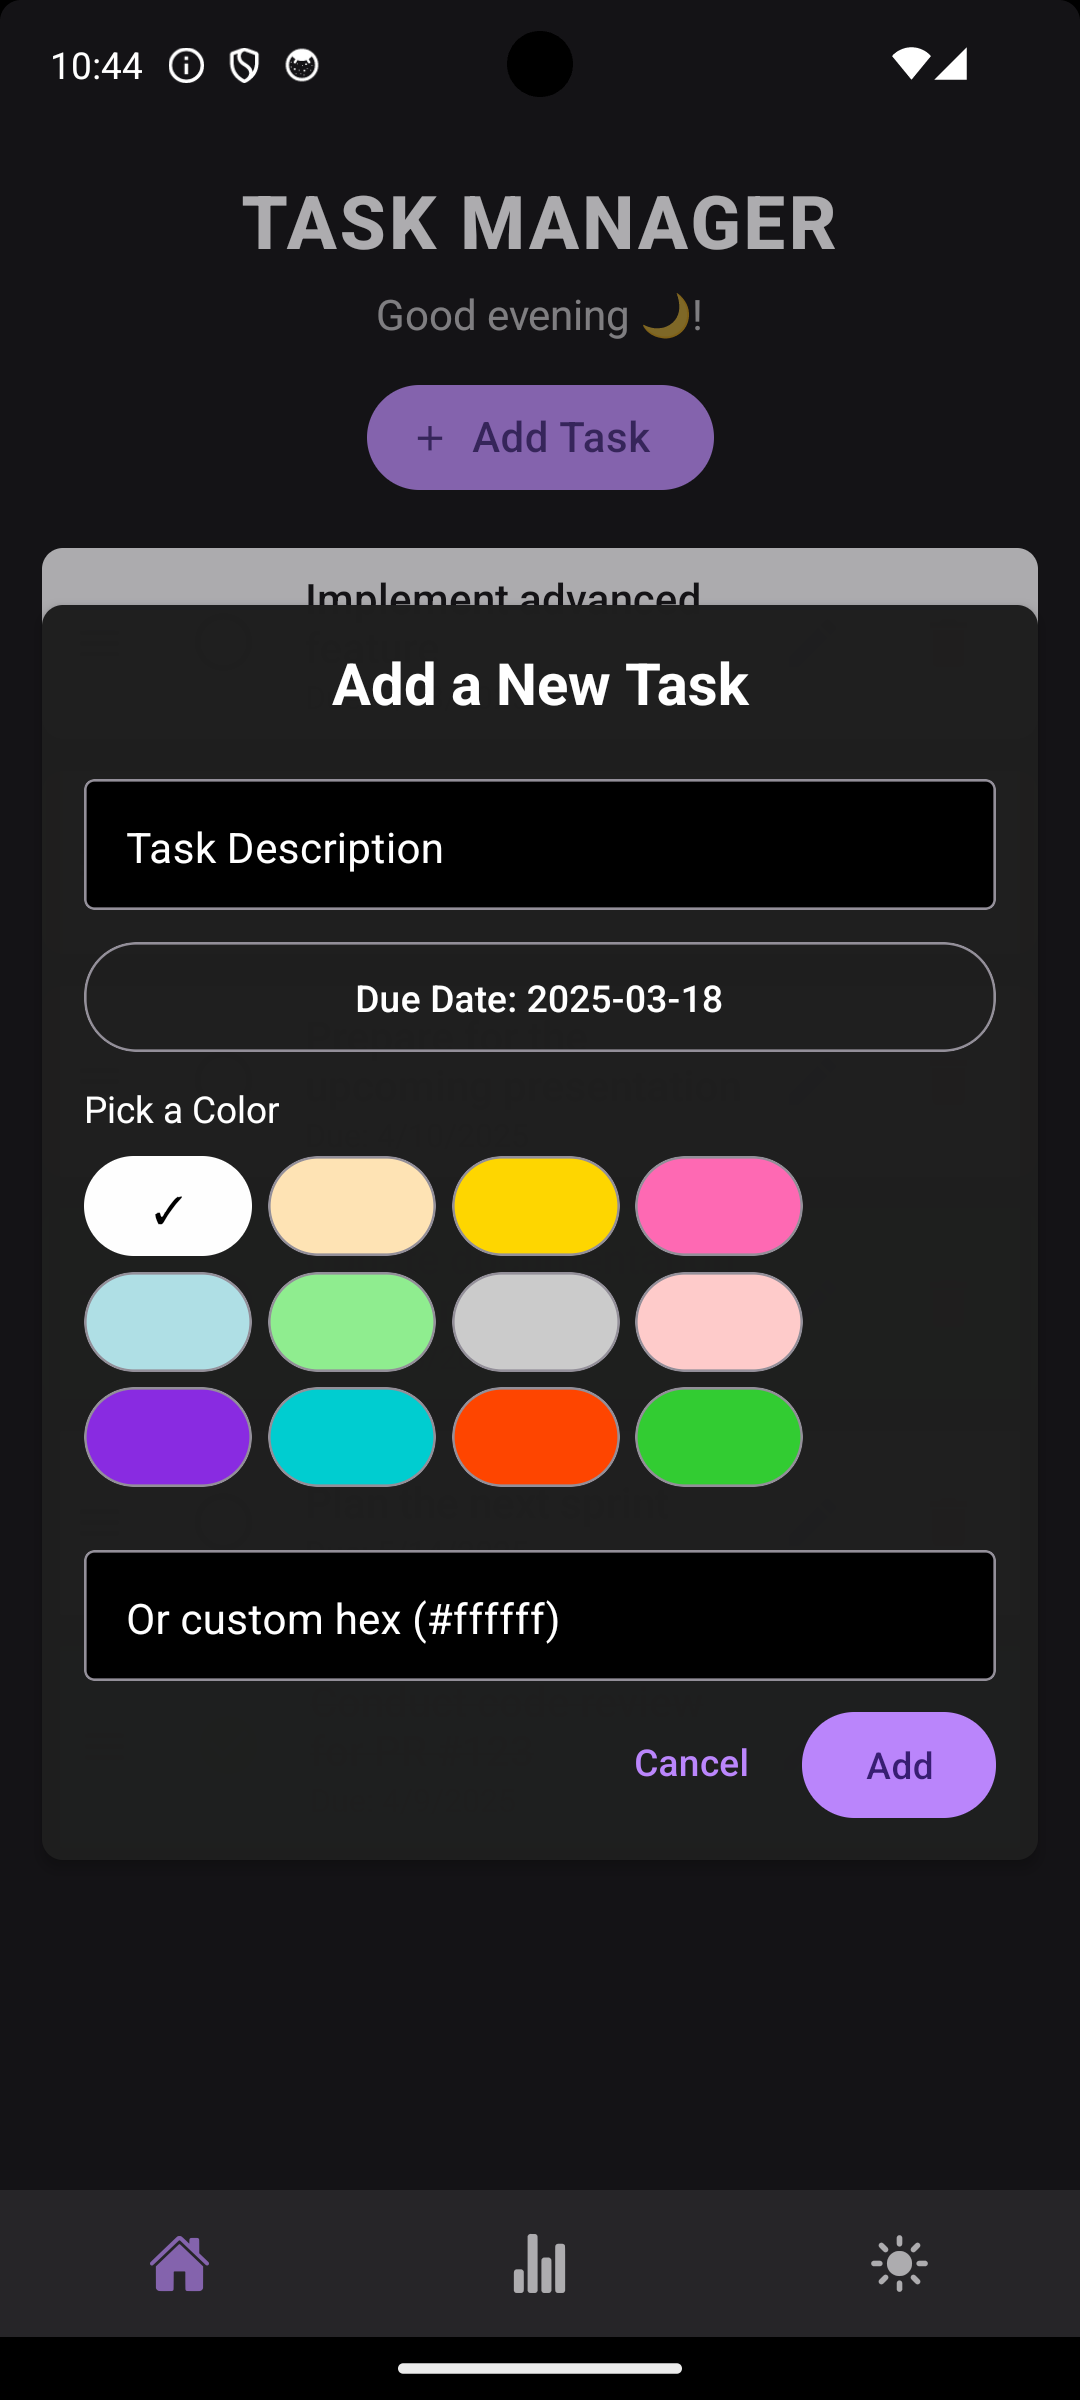 10:44
TASK MANAGER
Good evening 🌙!
+ Add Task
Implement advanced
Add a New Task
Task Description
Due Date: 2025-03-18
Pick a Color
✓
Or custom hex (#ffffff)
Cancel
Add